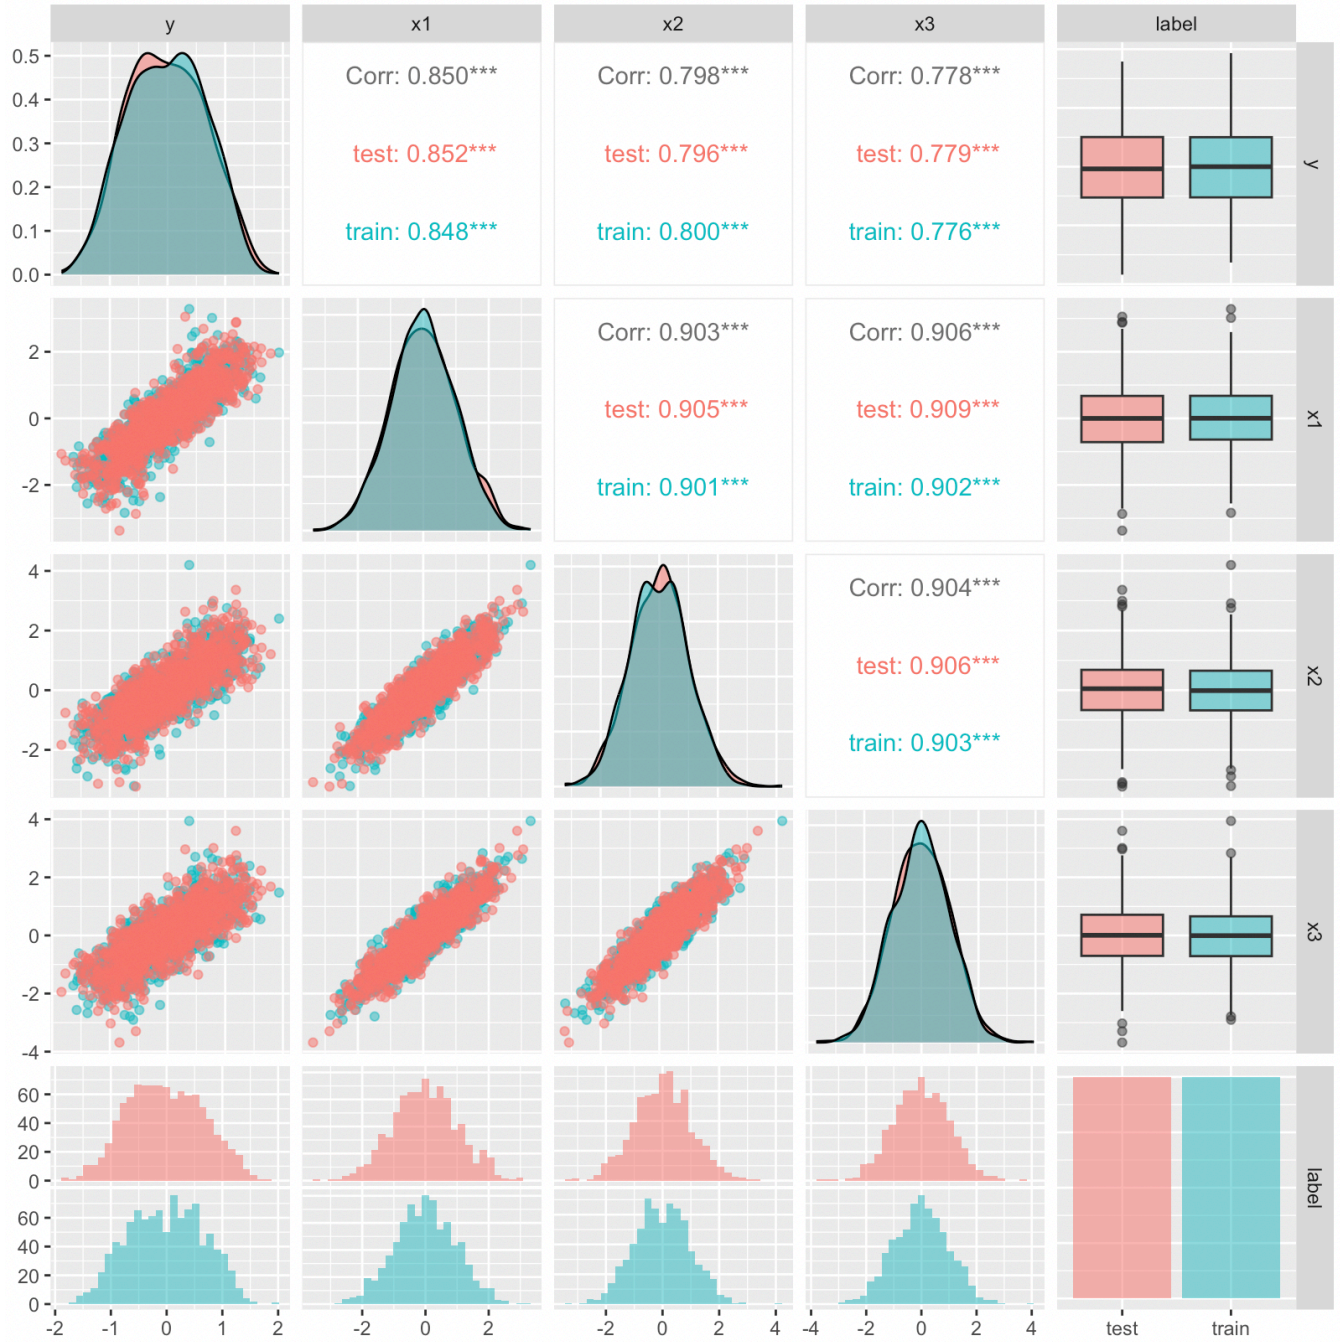 y x1 x2 x3 label
0.5
0.4
0.3
0.2
0.1
0.0
Corr: 0.850***
test: 0.852***
train: 0.848***
Corr: 0.798***
test: 0.796***
train: 0.800***
Corr: 0.778***
test: 0.779***
train: 0.776***
y
2
0
-2
Corr: 0.903***
test: 0.905***
train: 0.901***
Corr: 0.906***
test: 0.909***
train: 0.902***
x1
4
2
0
-2
Corr: 0.904***
test: 0.906***
train: 0.903***
x2
4
2
0
-2
-4
x3
60
40
20
0
60
40
20
0
label
-2 -1 0 1 2 -2 0 2 -2 0 2 4 -4 -2 0 2 4 test train